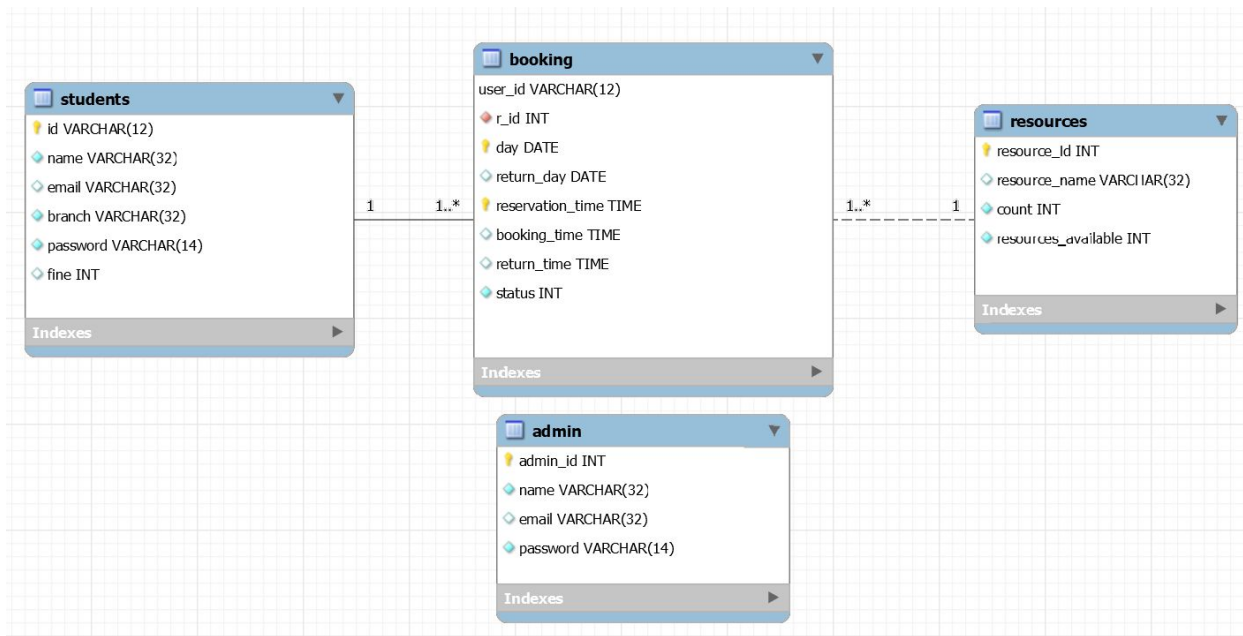 students
id VARCHAR(12)
name VARCHAR(32)
email VARCHAR(32)
branch VARCHAR(32)
password VARCHAR(14)
fine INT
Indexes
1
1..*
booking
user_id VARCHAR(12)
r_id INT
day DATE
return_day DATE
reservation_time TIME
booking_time TIME
return_time TIME
status INT
Indexes
1..*
1
resources
resource_Id INT
resource_name VARCHAR(32)
count INT
resources_available INT
Indexes
admin
admin_id INT
name VARCHAR(32)
email VARCHAR(32)
password VARCHAR(14)
Indexes